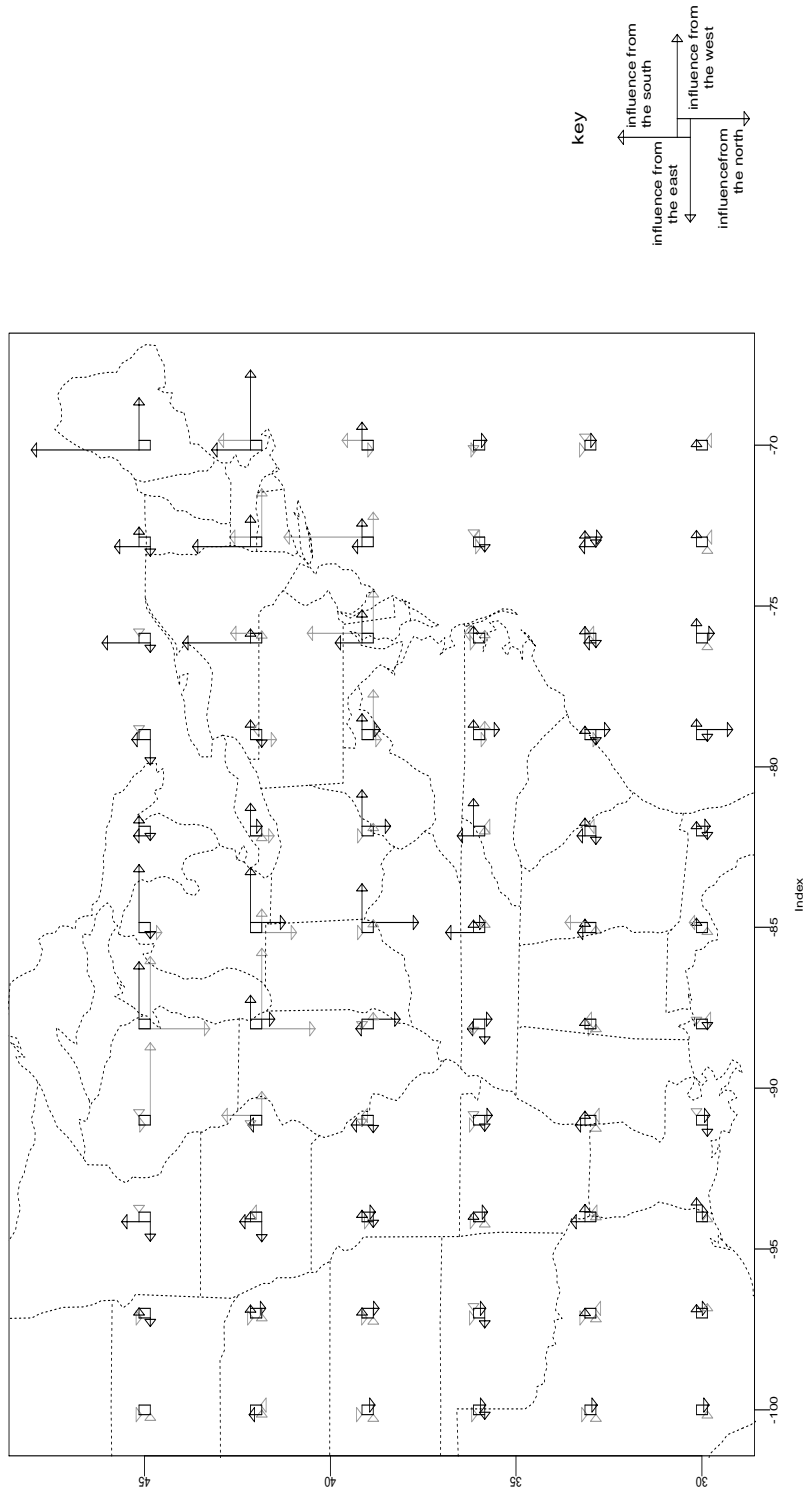 key
influence from
the south
influence from
the west
influence from
the east
influencefrom
the north
45
40
35
30
-100
-95
-90
-85
-80
-75
-70
Index